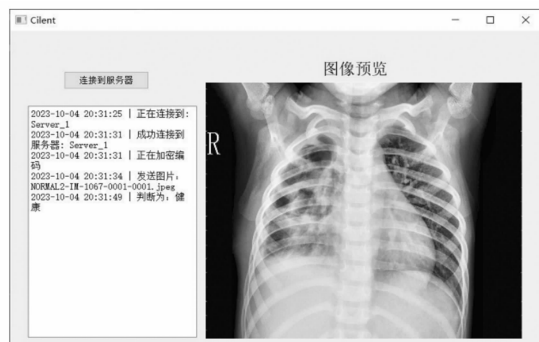 Cilent
图像预览
连接到服务器
2023-10-04 20:31:25 | 正在连接到:
Server_1
2023-10-04 20:31:31 | 成功连接到
服务器: Server_1
2023-10-04 20:31:31 | 正在加密编
码
2023-10-04 20:31:34 | 发送图片:
NORMAL2-IM-1067-0001-0001.jpeg
2023-10-04 20:31:49 | 判断为: 健
康
R